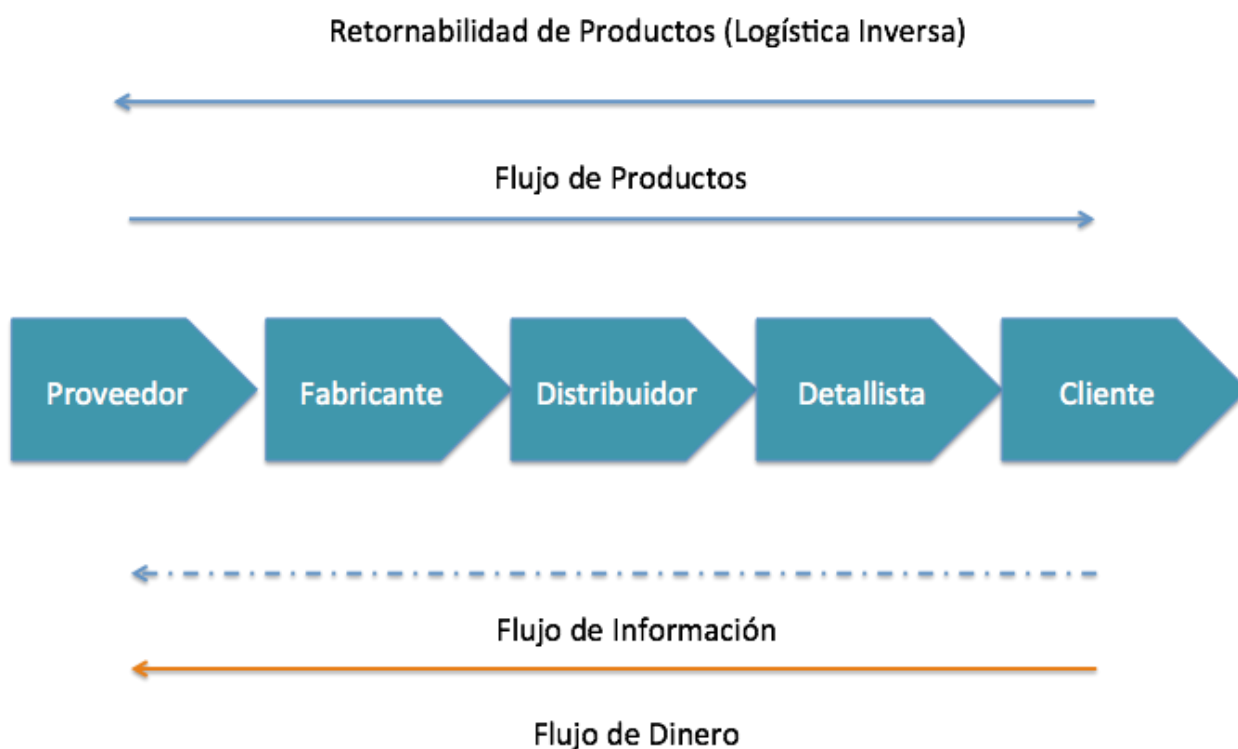 Retornabilidad de Productos (Logística Inversa)
Flujo de Productos
Proveedor
Fabricante
Distribuidor
Detallista
Cliente
Flujo de Información
Flujo de Dinero